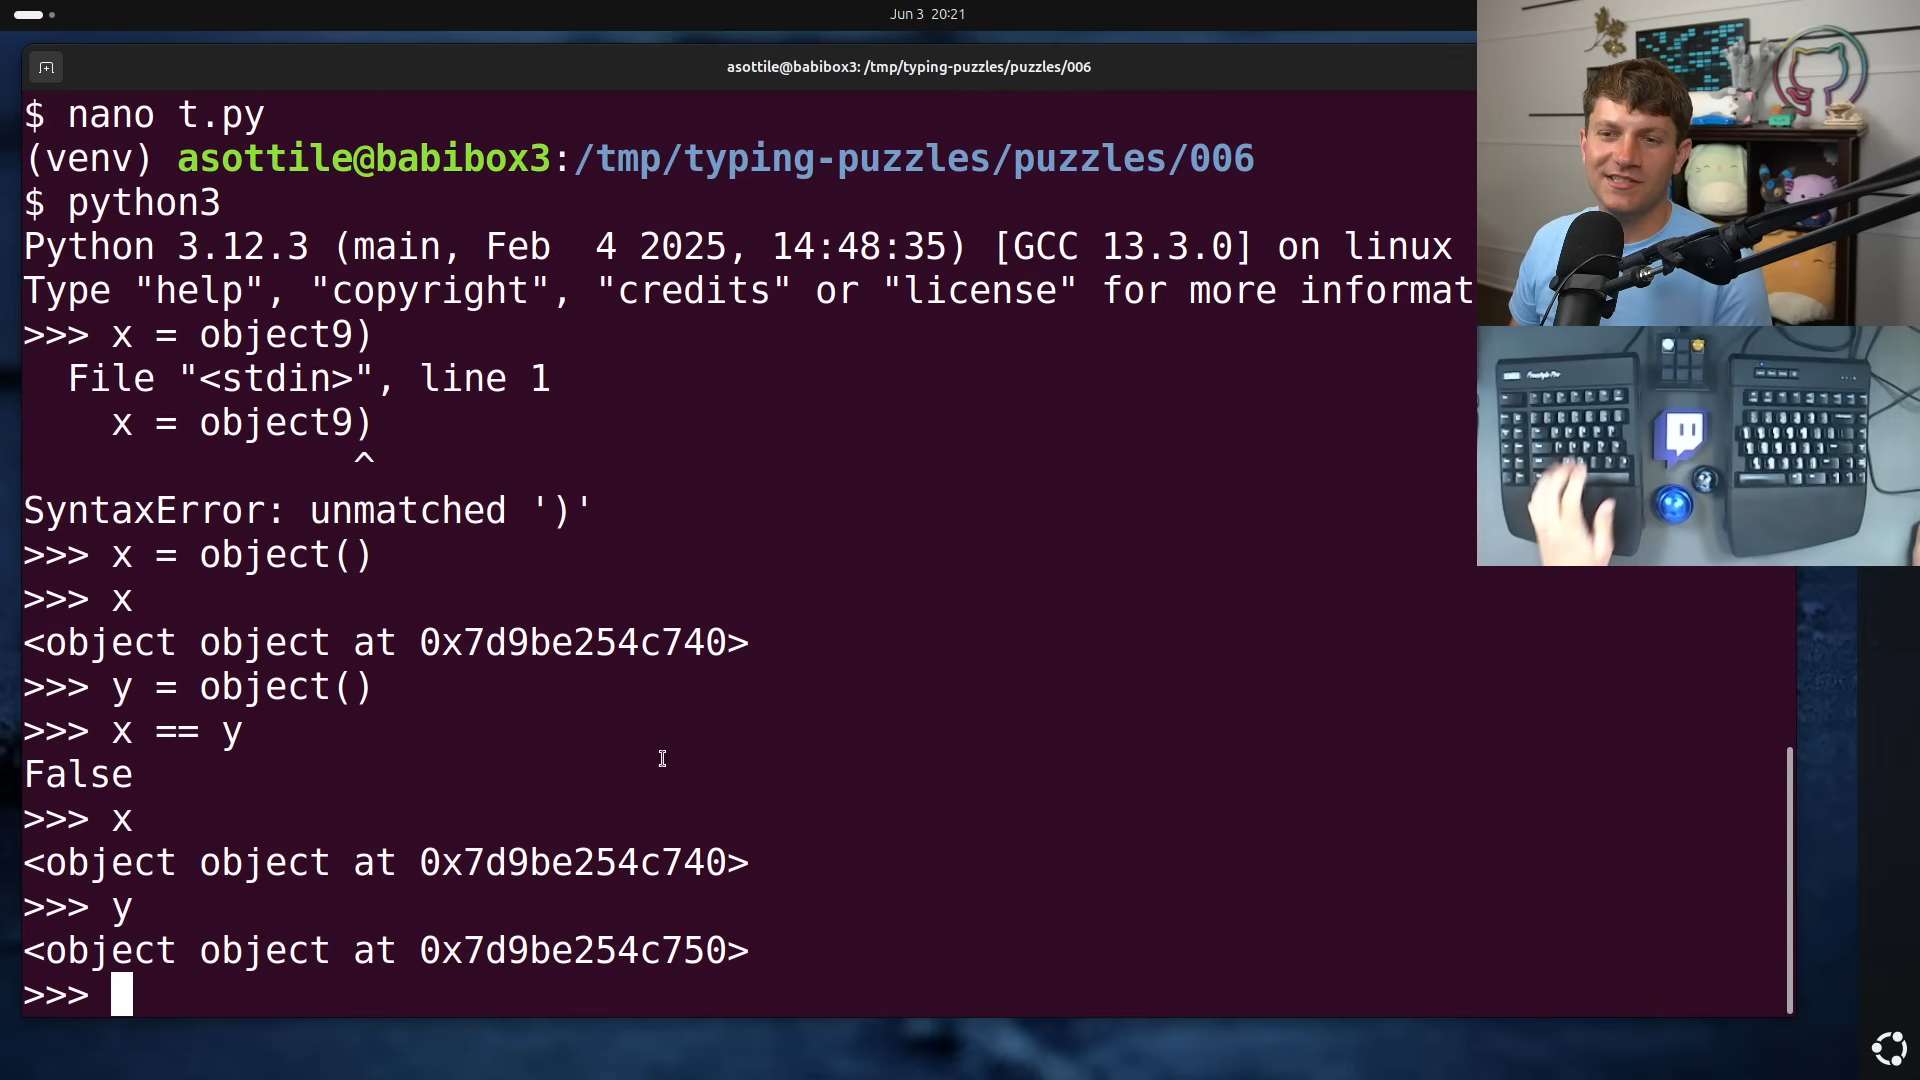 Jun 3 20:21
asottile@babibox3: /tmp/typing-puzzles/puzzles/006
$ nano t.py
(venv) asottile@babibox3:/tmp/typing-puzzles/puzzles/006
$ python3
Python 3.12.3 (main, Feb  4 2025, 14:48:35) [GCC 13.3.0] on linux
Type "help", "copyright", "credits" or "license" for more informat
>>> x = object9)
  File "<stdin>", line 1
    x = object9)
               ^
SyntaxError: unmatched ')'
>>> x = object()
>>> x
<object object at 0x7d9be254c740>
>>> y = object()
>>> x == y
False
>>> x
<object object at 0x7d9be254c740>
>>> y
<object object at 0x7d9be254c750>
>>>